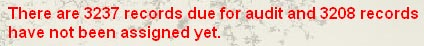 There are 3237 records due for audit and 3208 records
have not been assigned yet.